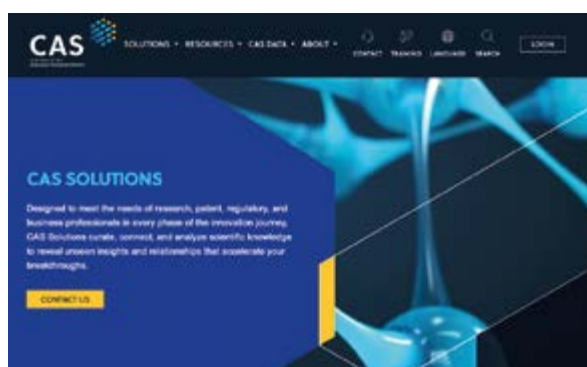 CAS
SOLUTIONS • RESOURCES • CAS DATA • ABOUT •
CONTACT TRAINING LANGUAGE SEARCH
LOGIN
CAS SOLUTIONS
Designed to meet the needs of research, patent, regulatory, and
business professionals in every phase of the innovation journey,
CAS Solutions curate, connect, and analyze scientific knowledge
to reveal unseen insights and relationships that accelerate your
breakthroughs.
CONTACT US